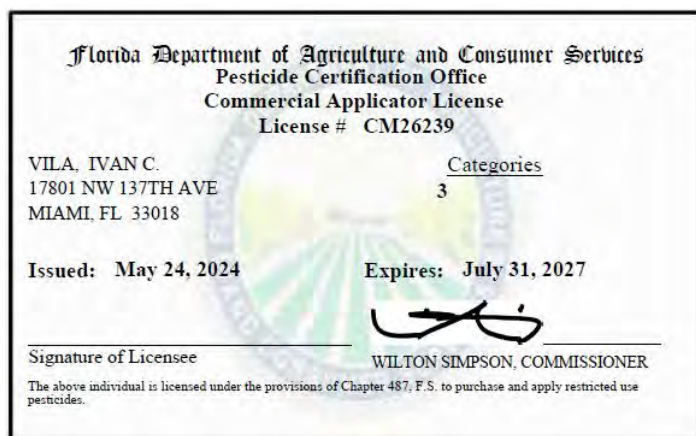 Florida Department of Agriculture and Consumer Services
Pesticide Certification Office
Commercial Applicator License
License # CM26239
VILA, IVAN C.
17801 NW 137TH AVE
MIAMI, FL 33018
Categories
3
Issued: May 24, 2024
Expires: July 31, 2027
Signature of Licensee
WILTON SIMPSON, COMMISSIONER
The above individual is licensed under the provisions of Chapter 487, F.S. to purchase and apply restricted use
pesticides.